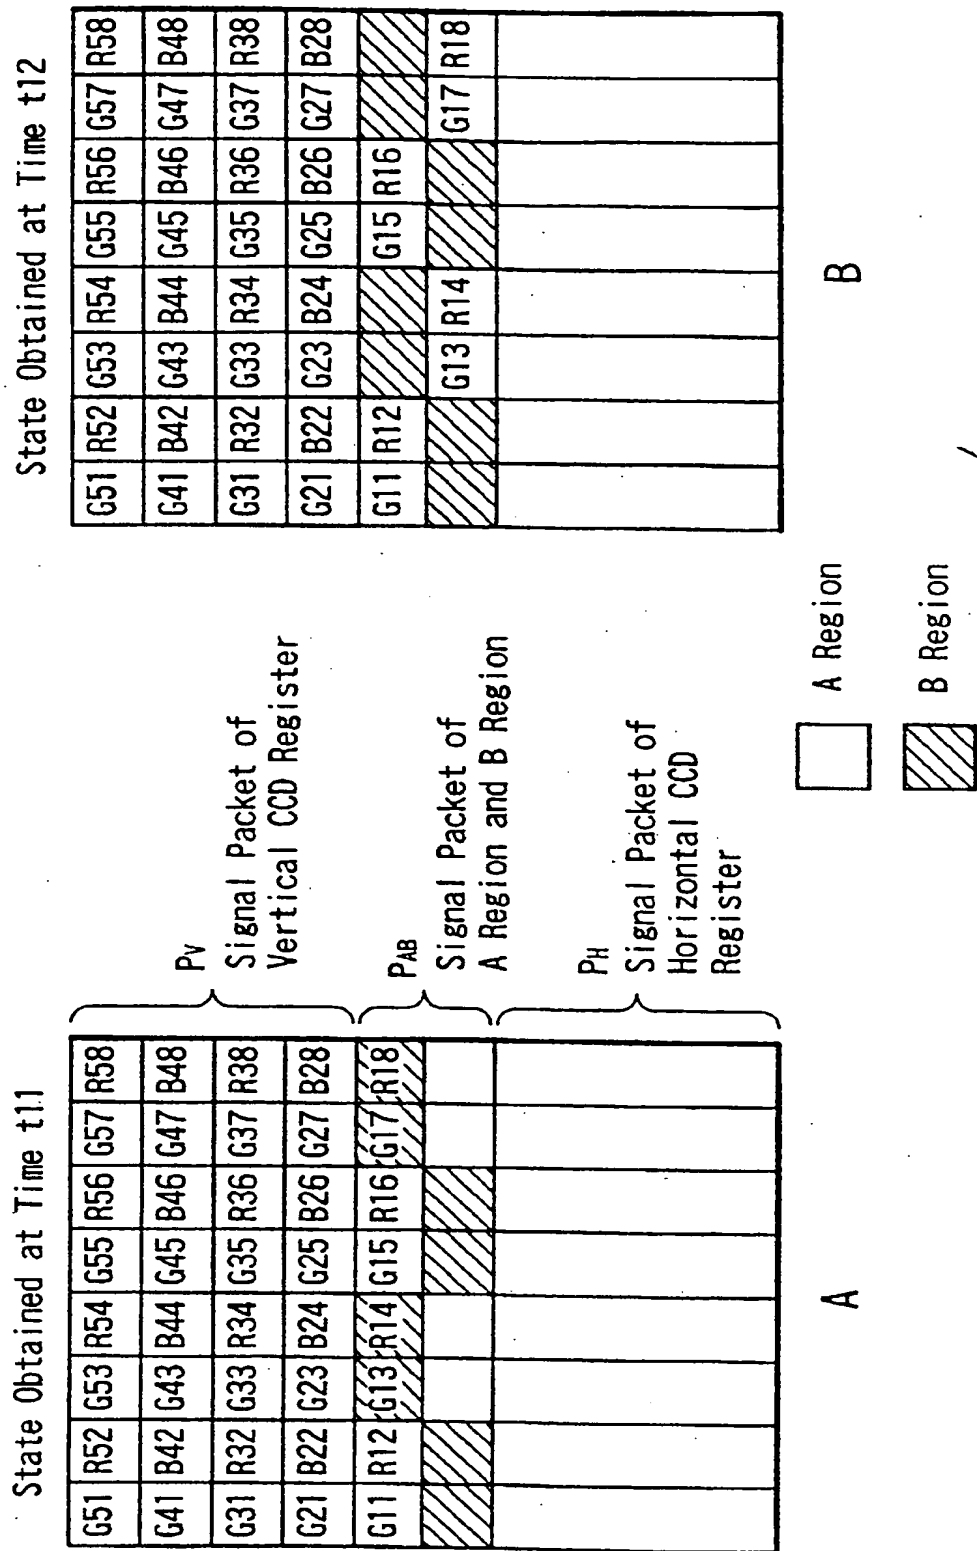 State Obtained at Time t11
G51 R52 G53 R54 G55 R56 G57 R58
G41 B42 G43 B44 G45 B46 G47 B48
G31 R32 G33 R34 G35 R36 G37 R38
G21 B22 G23 B24 G25 B26 G27 B28
G11 R12 G13 R14 G15 R16 G17 R18
A
PV
Signal Packet of
Vertical CCD Register
PAB
Signal Packet of
A Region and B Region
PH
Signal Packet of
Horizontal CCD
Register
State Obtained at Time t12
G51 R52 G53 R54 G55 R56 G57 R58
G41 B42 G43 B44 G45 B46 G47 B48
G31 R32 G33 R34 G35 R36 G37 R38
G21 B22 G23 B24 G25 B26 G27 B28
G11 R12 G15 R16
G13 R14 G17 R18
B
A Region
B Region